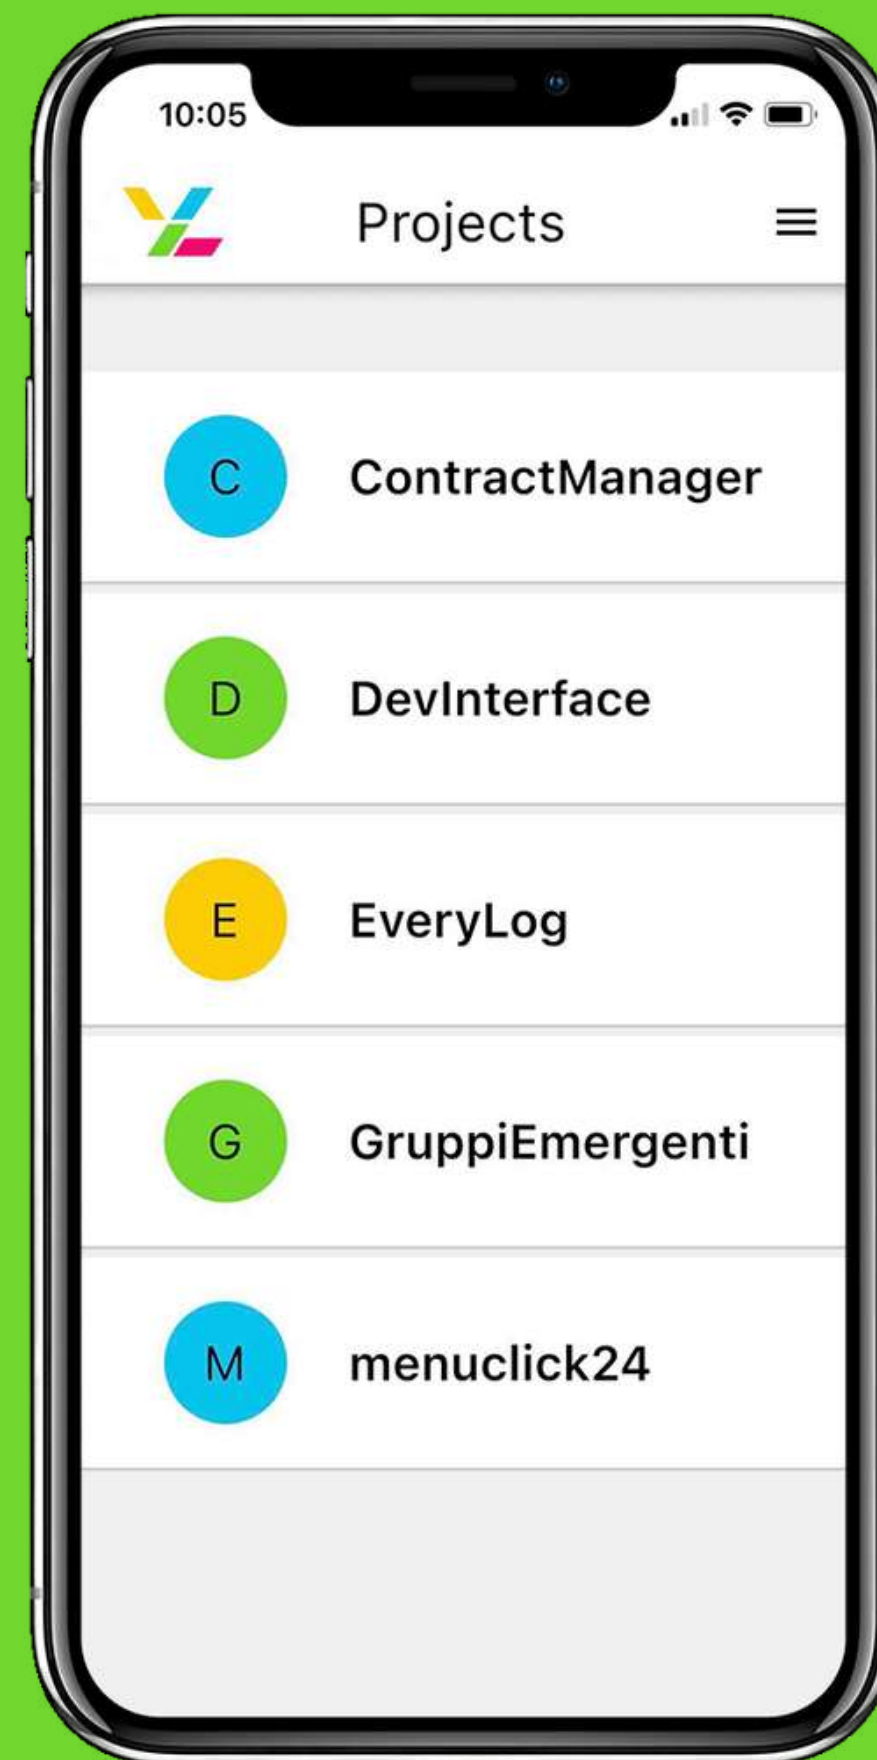 10:05
Projects
C ContractManager
D DevInterface
E EveryLog
G GruppiEmergenti
M menuclick24